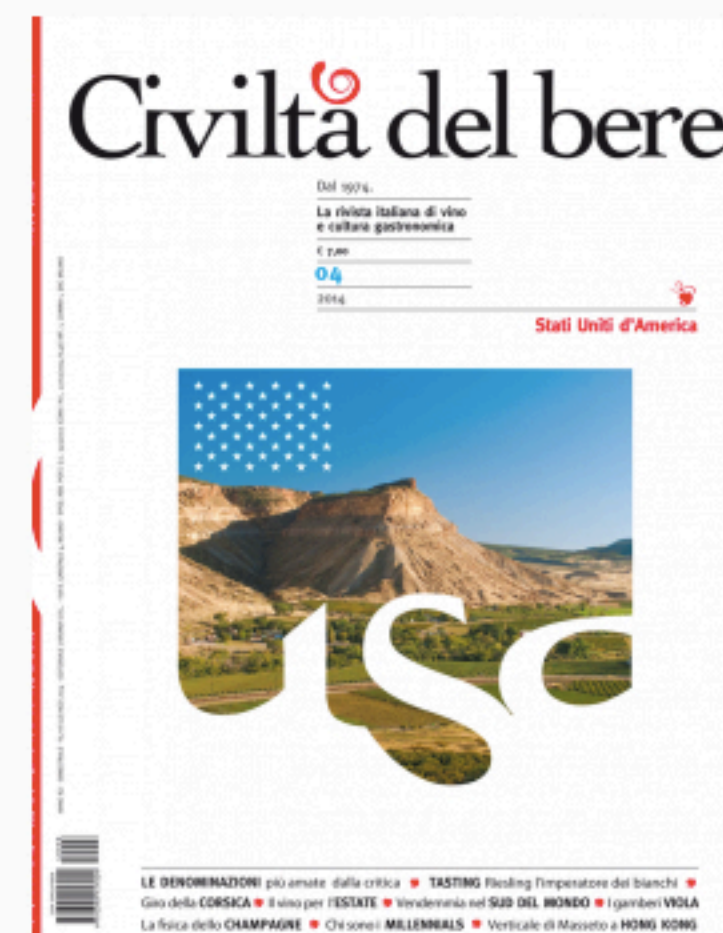 Civiltà del bere
Dal 1974.
La rivista italiana di vino
e cultura gastronomica
€ 7,00
04
2014
Stati Uniti d'America
usa
LE DENOMINAZIONI più amate dalla critica TASTING Riesling l'imperatore dei bianchi
Giro della CORSICA Il vino per l'ESTATE Vendemmia nel SUD DEL MONDO I gamberi VIOLA
La fisica dello CHAMPAGNE Chi sono i MILLENNIALS Verticale di Masseto a HONG KONG